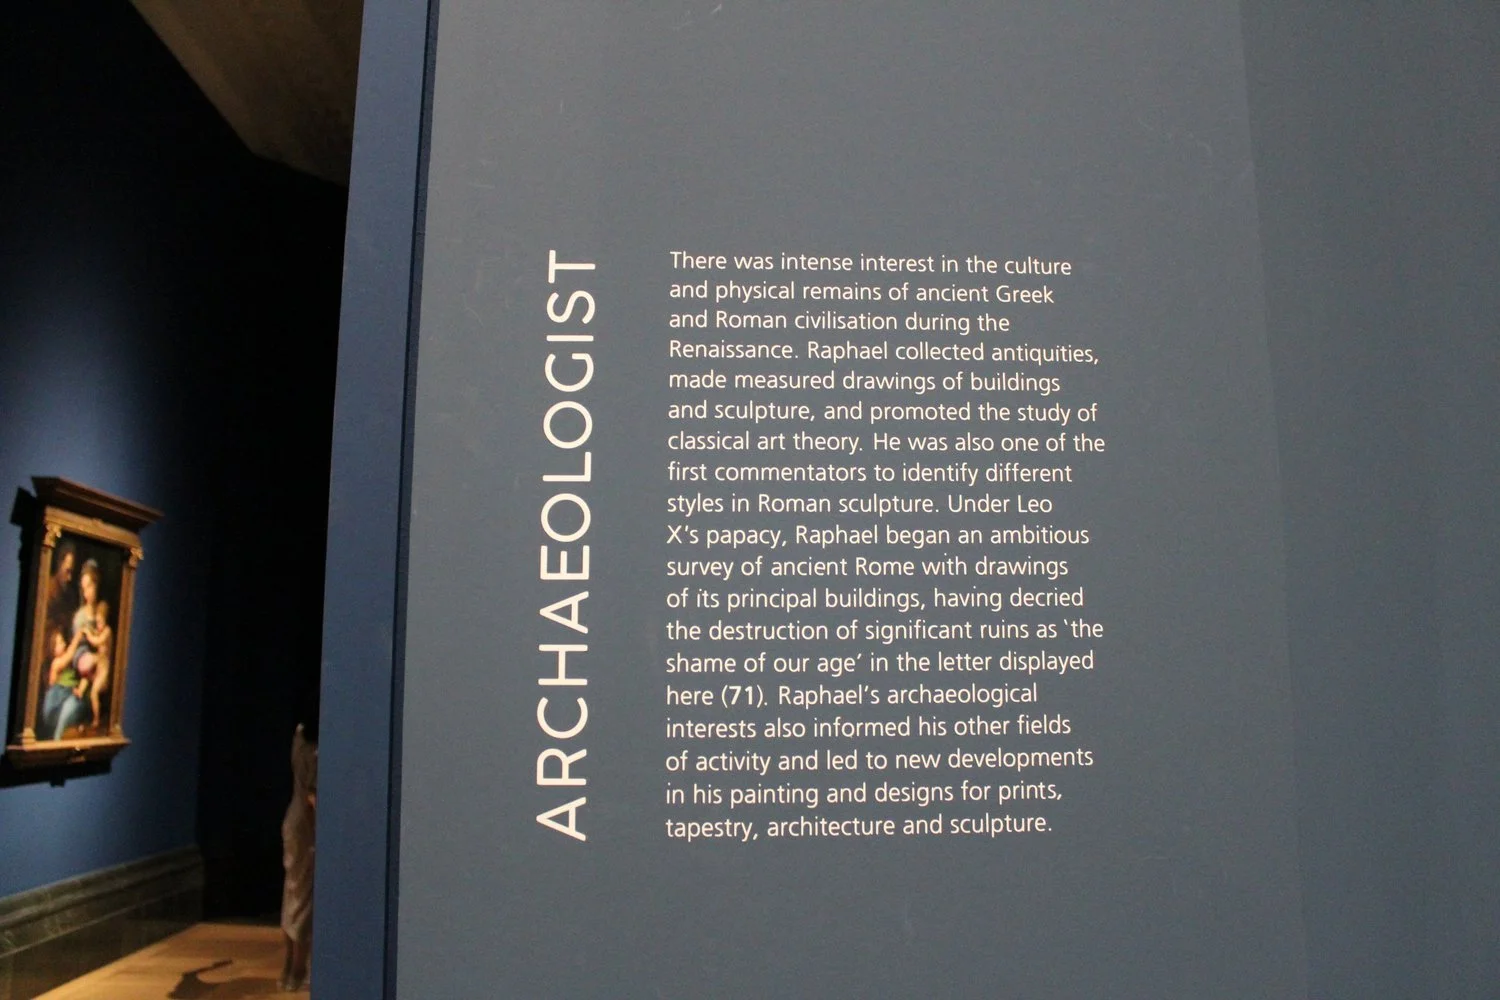 ARCHAEOLOGIST
There was intense interest in the culture
and physical remains of ancient Greek
and Roman civilisation during the
Renaissance. Raphael collected antiquities,
made measured drawings of buildings
and sculpture, and promoted the study of
classical art theory. He was also one of the
first commentators to identify different
styles in Roman sculpture. Under Leo
X's papacy, Raphael began an ambitious
survey of ancient Rome with drawings
of its principal buildings, having decried
the destruction of significant ruins as ‛the
shame of our age’ in the letter displayed
here (71). Raphael's archaeological
interests also informed his other fields
of activity and led to new developments
in his painting and designs for prints,
tapestry, architecture and sculpture.